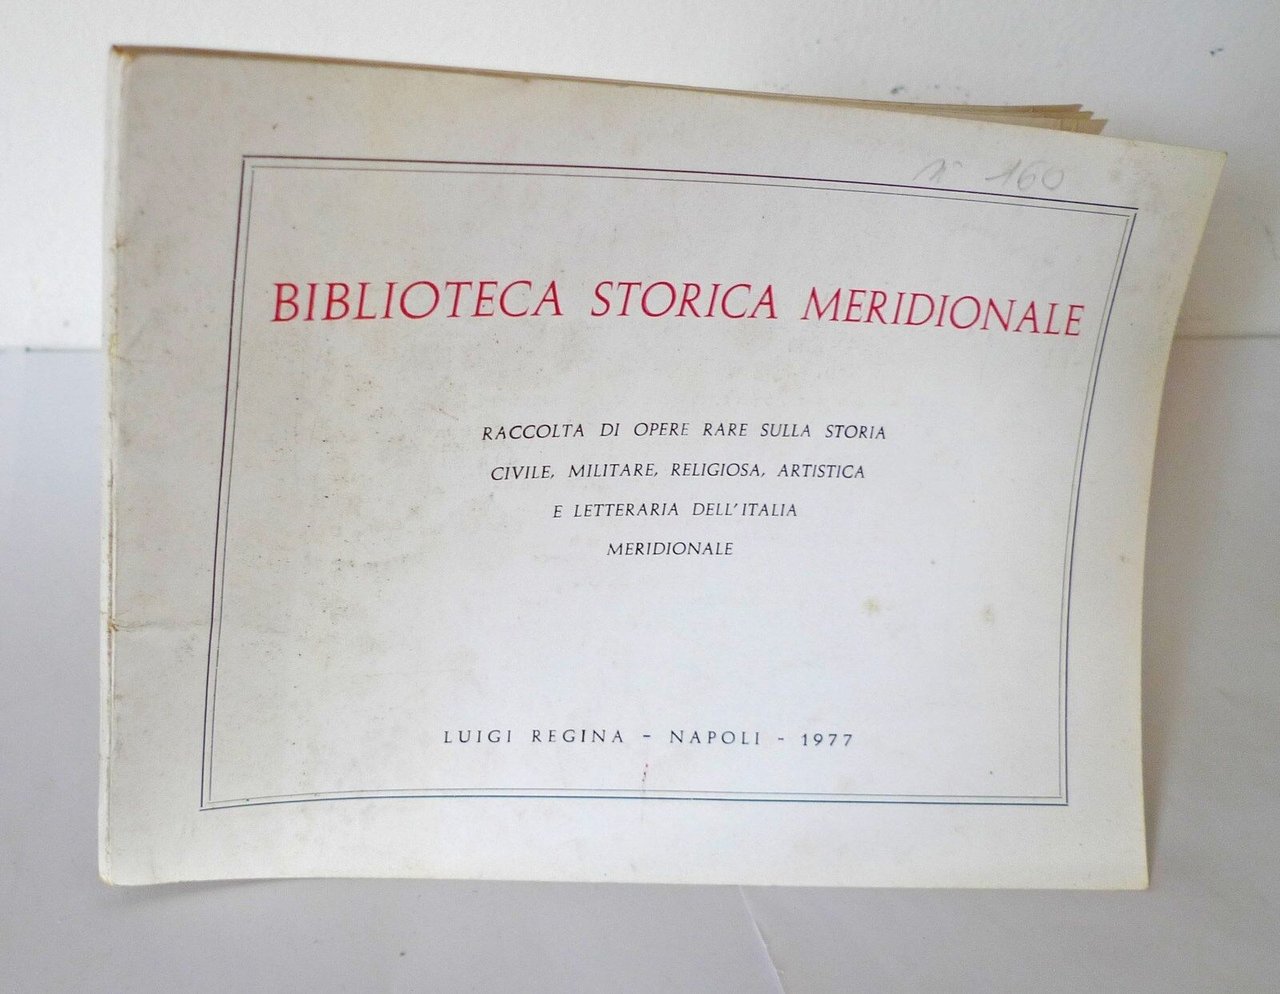 n° 160
BIBLIOTECA STORICA MERIDIONALE
RACCOLTA DI OPERE RARE SULLA STORIA
CIVILE, MILITARE, RELIGIOSA, ARTISTICA
E LETTERARIA DELL'ITALIA
MERIDIONALE
LUIGI REGINA - NAPOLI - 1977